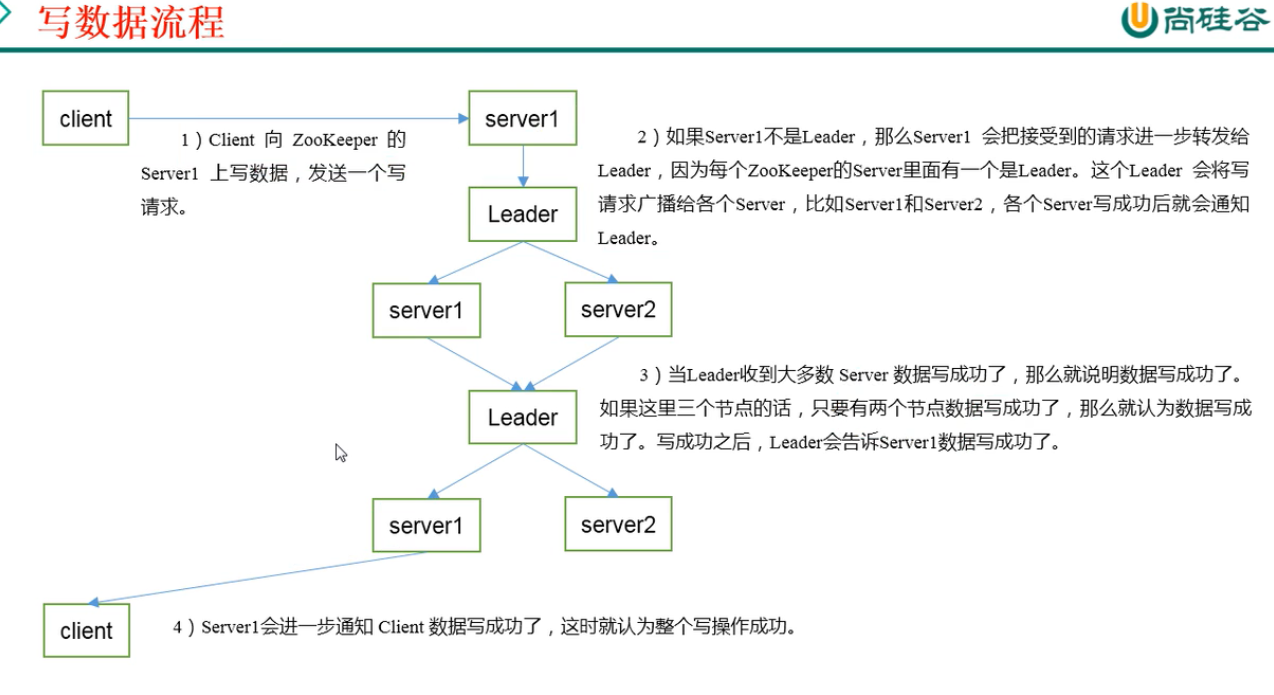 写数据流程
尚硅谷
client
server1
1）Client 向 ZooKeeper 的
Server1 上写数据，发送一个写
请求。
2）如果Server1不是Leader，那么Server1 会把接受到的请求进一步转发给
Leader，因为每个ZooKeeper的Server里面有一个是Leader。这个Leader 会将写
请求广播给各个Server，比如Server1和Server2，各个Server写成功后就会通知
Leader。
Leader
server1
server2
3）当Leader收到大多数 Server 数据写成功了，那么就说明数据写成功了。
如果这里三个节点的话，只要有两个节点数据写成功了，那么就认为数据写成
功了。写成功之后，Leader会告诉Server1数据写成功了。
Leader
server1
server2
client
4）Server1会进一步通知 Client 数据写成功了，这时就认为整个写操作成功。